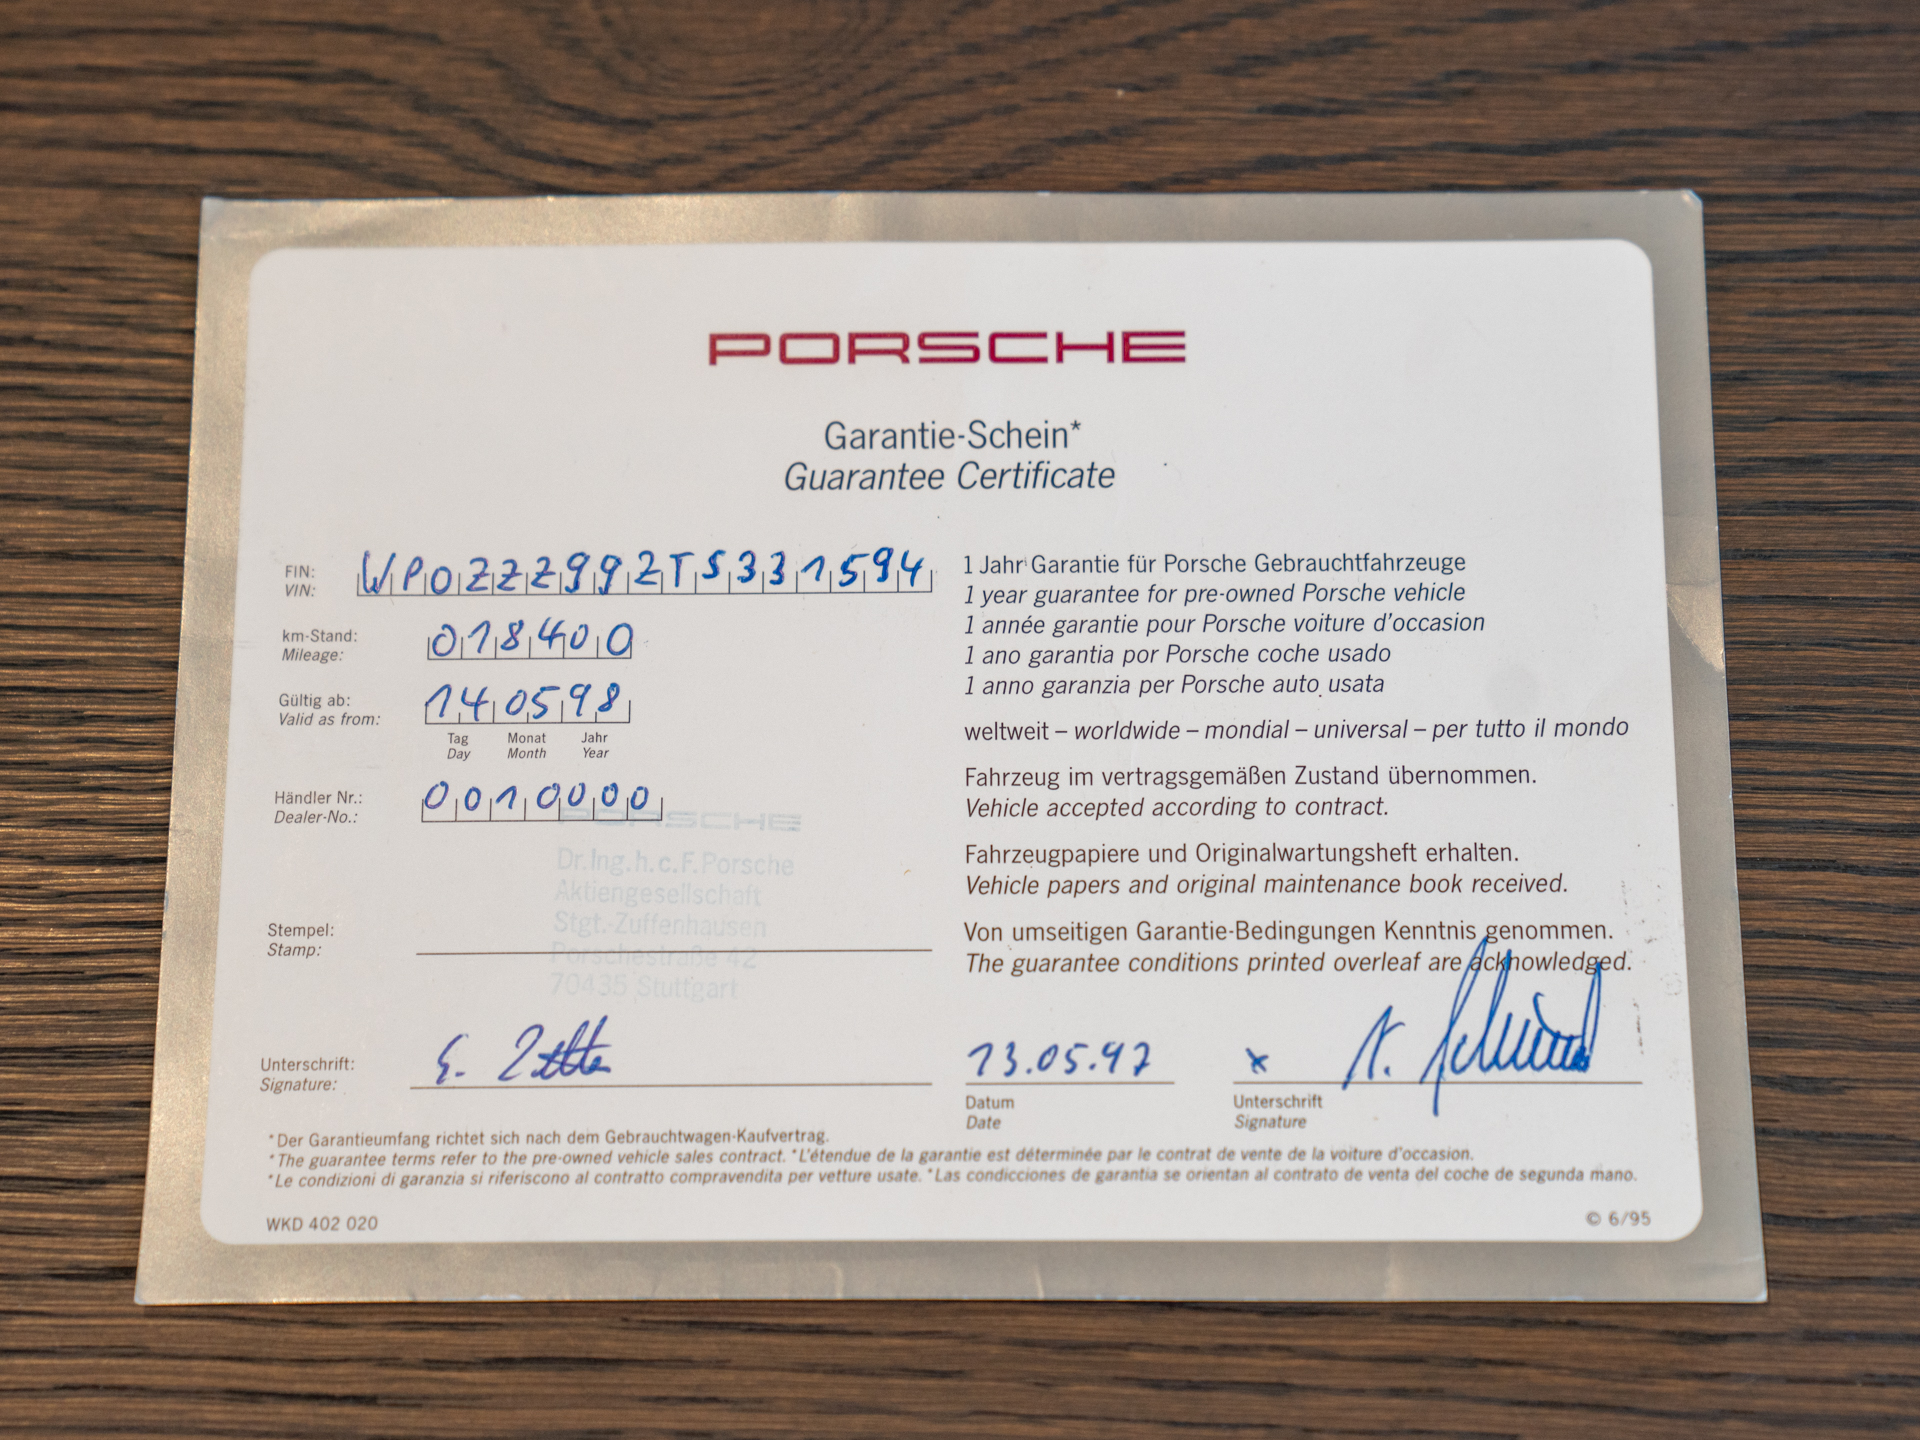 PORSCHE
Garantie-Schein*
Guarantee Certificate
FIN:
VIN:
WP0ZZZ99ZTS331594
km-Stand:
Mileage:
018400
Gültig ab:
Valid as from:
140598
Tag Monat Jahr
Day Month Year
Händler Nr.:
Dealer-No.:
0010000
PORSCHE
Dr.Ing.h.c.F.Porsche
Aktiengesellschaft
Stgt.-Zuffenhausen
Porschestraße 42
70435 Stuttgart
Stempel:
Stamp:
Unterschrift:
Signature:
1 Jahr Garantie für Porsche Gebrauchtfahrzeuge
1 year guarantee for pre-owned Porsche vehicle
1 année garantie pour Porsche voiture d'occasion
1 ano garantia por Porsche coche usado
1 anno garanzia per Porsche auto usata
weltweit – worldwide – mondial – universal – per tutto il mondo
Fahrzeug im vertragsgemäßen Zustand übernommen.
Vehicle accepted according to contract.
Fahrzeugpapiere und Originalwartungsheft erhalten.
Vehicle papers and original maintenance book received.
Von umseitigen Garantie-Bedingungen Kenntnis genommen.
The guarantee conditions printed overleaf are acknowledged.
13.05.97
x
Datum
Date
Unterschrift
Signature
*Der Garantieumfang richtet sich nach dem Gebrauchtwagen-Kaufvertrag.
*The guarantee terms refer to the pre-owned vehicle sales contract. *L'étendue de la garantie est déterminée par le contrat de vente de la voiture d'occasion.
*Le condizioni di garanzia si riferiscono al contratto compravendita per vetture usate. *Las condicciones de garantia se orientan al contrato de venta del coche de segunda mano.
WKD 402 020
© 6/95